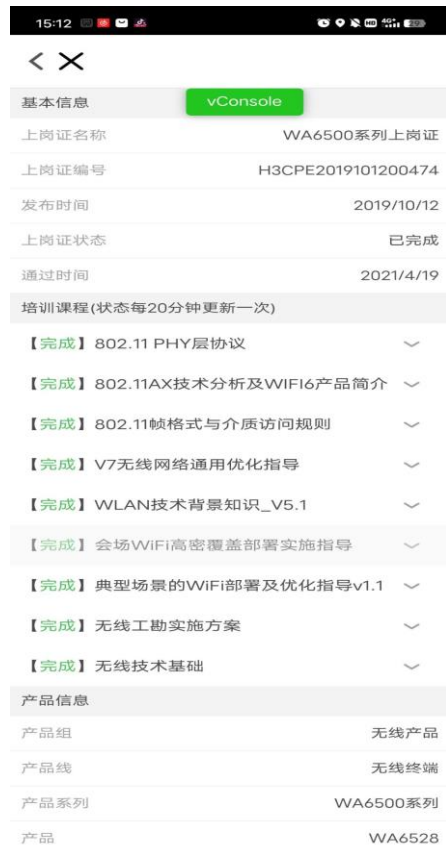 15:12
基本信息
vConsole
上岗证名称 WA6500系列上岗证
上岗证编号 H3CPE2019101200474
发布时间 2019/10/12
上岗证状态 已完成
通过时间 2021/4/19
培训课程(状态每20分钟更新一次)
【完成】802.11 PHY层协议
【完成】802.11AX技术分析及WIFI6产品简介
【完成】802.11帧格式与介质访问规则
【完成】V7无线网络通用优化指导
【完成】WLAN技术背景知识_V5.1
【完成】会场WiFi高密覆盖部署实施指导
【完成】典型场景的WiFi部署及优化指导v1.1
【完成】无线工勘实施方案
【完成】无线技术基础
产品信息
产品组 无线产品
产品线 无线终端
产品系列 WA6500系列
产品 WA6528